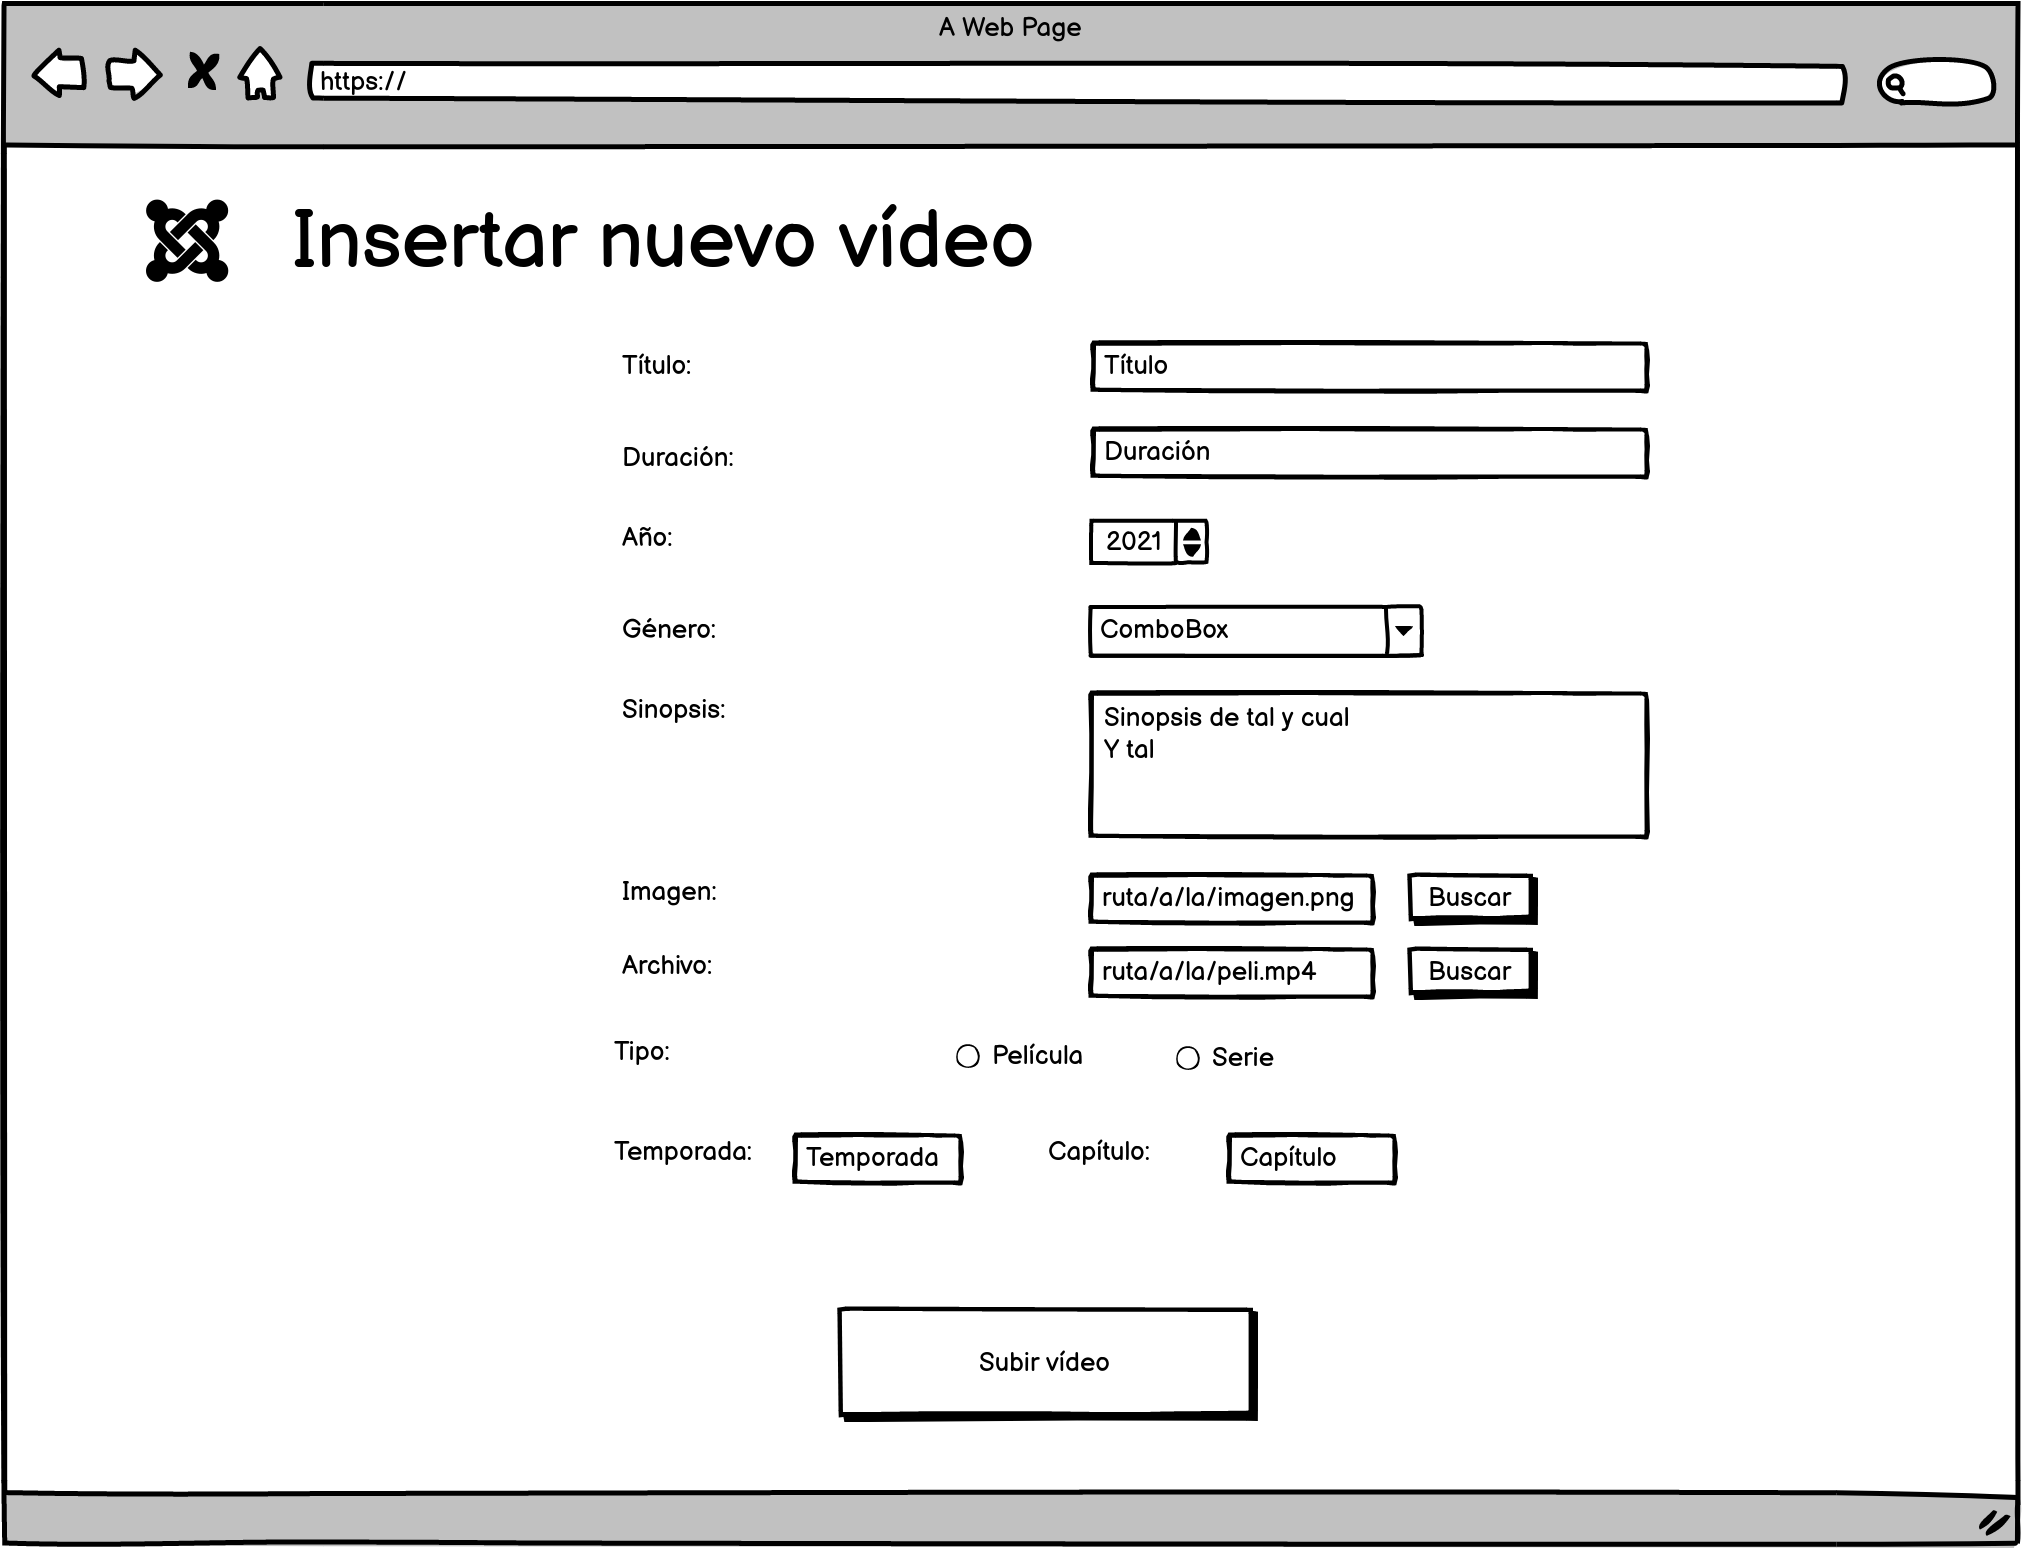 A Web Page
https://
Insertar nuevo vídeo
Título: Título
Duración: Duración
Año: 2021
Género: ComboBox
Sinopsis: Sinopsis de tal y cual
Y tal
Imagen: ruta/a/la/imagen.png Buscar
Archivo: ruta/a/la/peli.mp4 Buscar
Tipo: Película Serie
Temporada: Temporada Capítulo: Capítulo
Subir vídeo